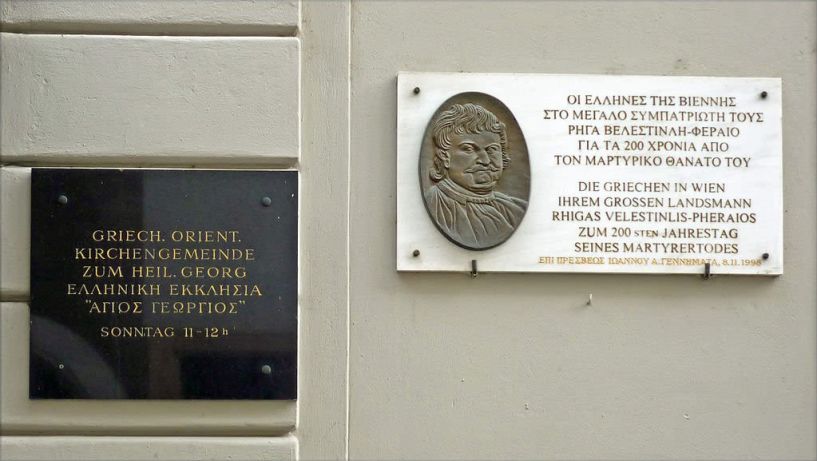 GRIECH. ORIENT.
KIRCHENGEMEINDE
ZUM HEIL. GEORG
ΕΛΛΗΝΙΚΗ ΕΚΚΛΗΣΙΑ
"ΑΓΙΟΣ ΓΕΩΡΓΙΟΣ"
SONNTAG 11-12 h
ΟΙ ΕΛΛΗΝΕΣ ΤΗΣ ΒΙΕΝΝΗΣ
ΣΤΟ ΜΕΓΑΛΟ ΣΥΜΠΑΤΡΙΩΤΗ ΤΟΥΣ
ΡΗΓΑ ΒΕΛΕΣΤΙΝΛΗ-ΦΕΡΑΙΟ
ΓΙΑ ΤΑ 200 ΧΡΟΝΙΑ ΑΠΟ
ΤΟΝ ΜΑΡΤΥΡΙΚΟ ΘΑΝΑΤΟ ΤΟΥ
DIE GRIECHEN IN WIEN
IHREM GROSSEN LANDSMANN
RHIGAS VELESTINLIS-PHERAIOS
ZUM 200 STEN JAHRESTAG
SEINES MARTYRERTODES
ΕΠΙ ΠΡΕΣΒΕΩΣ ΙΩΑΝΝΟΥ Α. ΓΕΝΝΗΜΑΤΑ, 8.11.1998